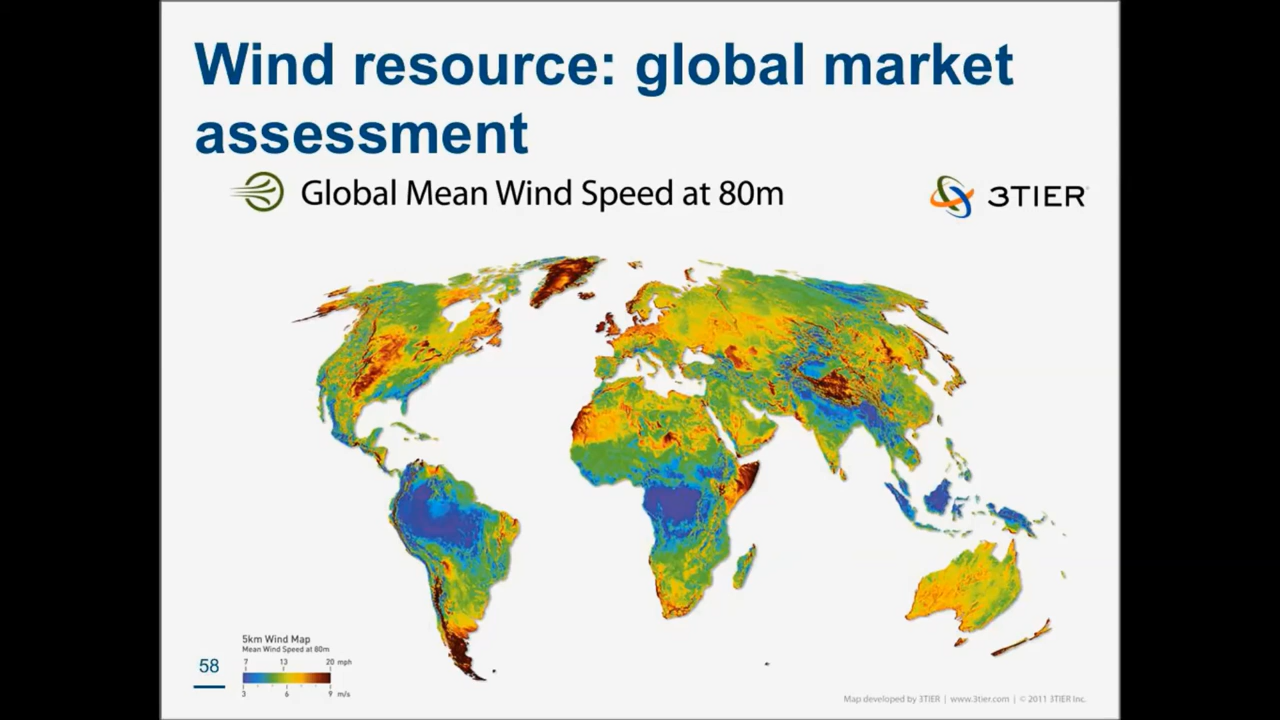 Wind resource: global market
assessment
Global Mean Wind Speed at 80m
3TIER
5km Wind Map
Mean Wind Speed at 80m
7 13 20 mph
3 6 9 m/s
58
Map developed by 3TIER | www.3tier.com | © 2011 3TIER Inc.